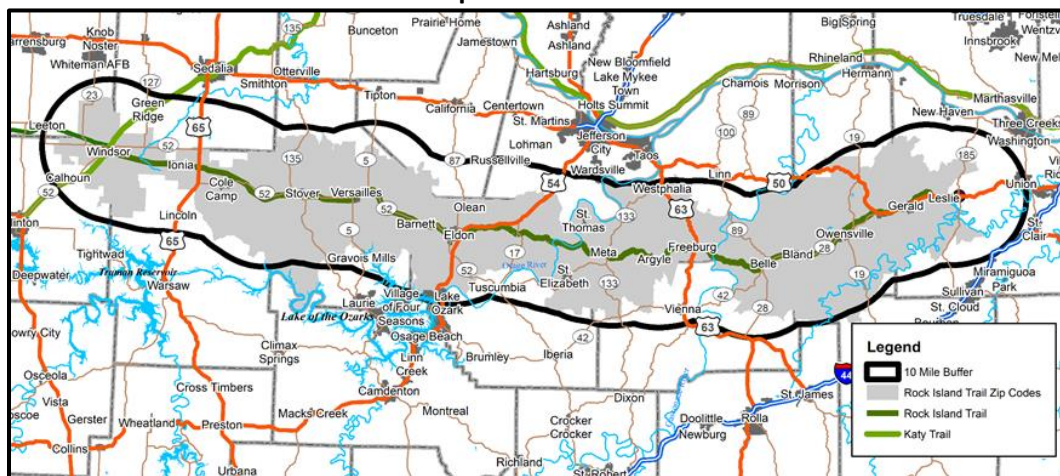 Prairie Home
Ashland
Ashland
Big Spring
Truesdale
Innsbrook
Wentz
Knob
Noster
Whiteman AFB
135
Bunceton
Jamestown
Hartsburg
New Bloomfield
Lake Mykee
Town
Holts Summit
Rhineland
Hermann
New Mel
Sedalia
Otterville
Smithton
Tipton
California
Centertown
St. Martins
Jefferson
City
Chamois
Morrison
Marthasville
New Haven
Three Creeks
Washington
127
23
Green
Ridge
65
Lohman
Taos
89
100
19
185
Leeton
Windsor
52
Ionia
135
5
87
Russellville
54
Wardsville
Westphalia
Linn
50
Union
Calhoun
52
Cole
Camp
52
Stover
Versailles
52
Olean
St.
Thomas
133
63
Gerald
Leslie
St.
Clair
Lincoln
Barnett
Eldon
17
Meta
Argyle
Freeburg
89
Owensville
28
Belle
Bland
65
5
Gravois Mills
52
Osage River
St.
Elizabeth
133
19
Tightwad
Truman Reservoir
Warsaw
Deepwater
Tuscumbia
42
28
Miramiguoa
Park
Sullivan
St. Cloud
Laurie
Village
of Four
Seasons
Lake
Ozark
Lake of the Ozarks
Osage Beach
Vienna
63
Climax
Springs
Linn
Creek
Brumley
Iberia
42
Osceola
Vista
Cross Timbers
Camdenton
Macks Creek
Montreal
Dixon
St. James
44
Gerster
Wheatland
Preston
Collins
Urbana
Crocker
Crocker
Doolittle
Newburg
Rolla
Richland
St. Robert
Legend
10 Mile Buffer
Rock Island Trail Zip Codes
Rock Island Trail
Katy Trail